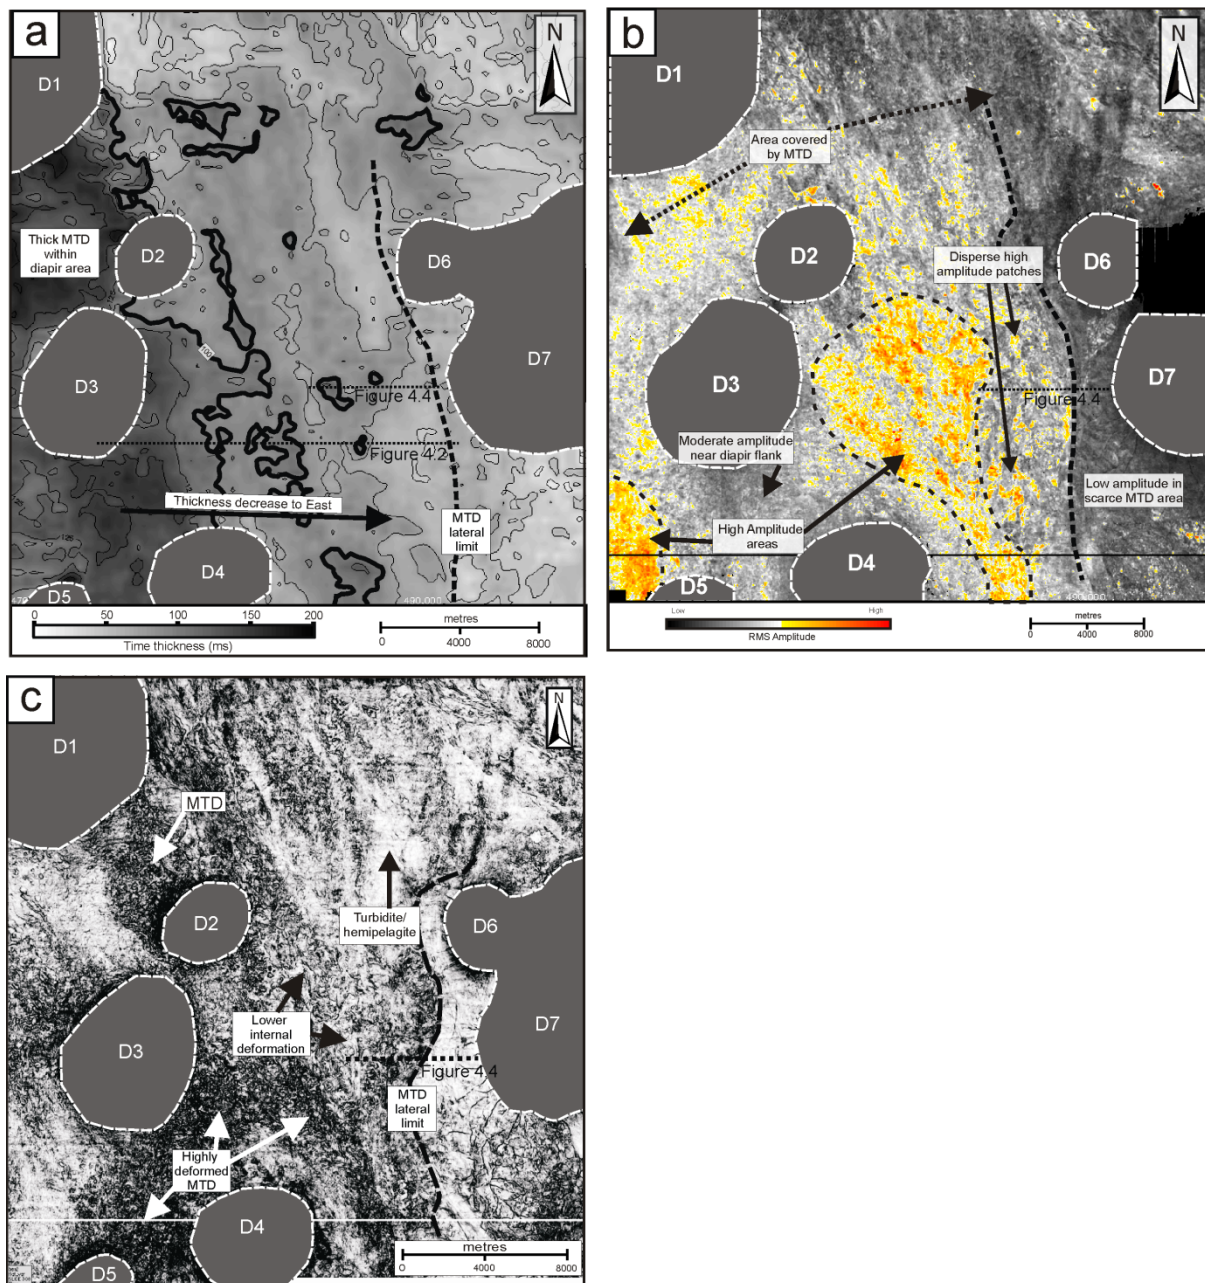 a
N
D1
Thick MTD
within
diapir area
D2
D6
D3
100
D7
Figure 4.4
Figure 4.2
Thickness decrease to East
MTD
lateral
limit
D4
D5
490,000
0 50 100 150 200
Time thickness (ms)
metres
0 4000 8000
b
N
D1
Area covered
by MTD
D2
Disperse high
amplitude patches
D6
D3
D7
Figure 4.4
Moderate amplitude
near diapir flank
Low amplitude in
scarce MTD area
High Amplitude
areas
D4
D5
490,000
Low High
RMS Amplitude
metres
0 4000 8000
c
N
D1
MTD
D2
Turbidite/
hemipelagite
D6
Lower
internal
deformation
D3
D7
Figure 4.4
MTD
lateral
limit
Highly
deformed
MTD
D4
D5
metres
0 4000 8000